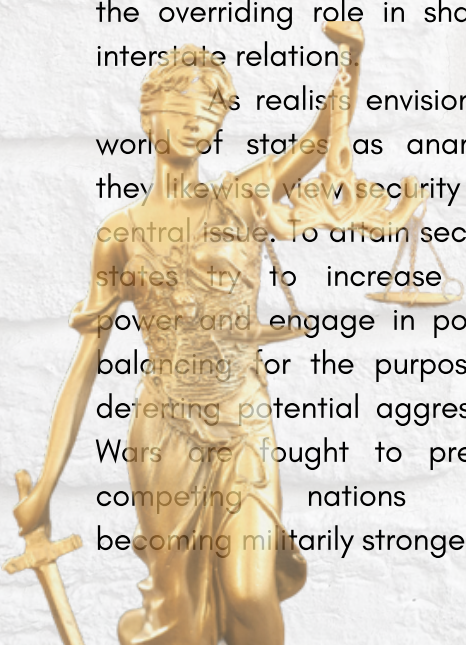 the overriding role in sha
interstate relations.
As realists envision
world of states as anar
they likewise view security
central issue. To attain sec
states try to increase
power and engage in po
balancing for the purpos
deterring potential aggres
Wars are fought to pre
competing nations
becoming militarily stronge